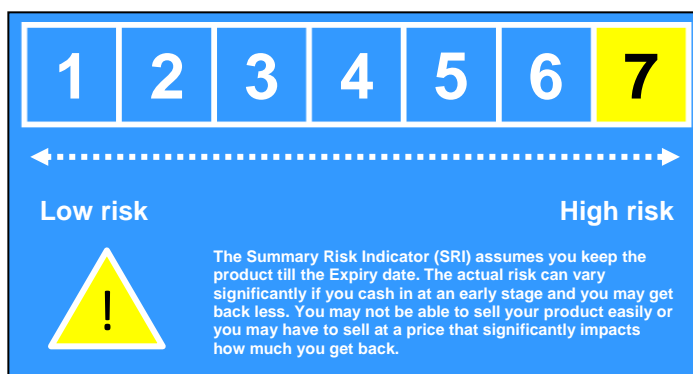 1 2 3 4 5 6 7
Low risk High risk
!
The Summary Risk Indicator (SRI) assumes you keep the
product till the Expiry date. The actual risk can vary
significantly if you cash in at an early stage and you may get
back less. You may not be able to sell your product easily or
you may have to sell at a price that significantly impacts
how much you get back.